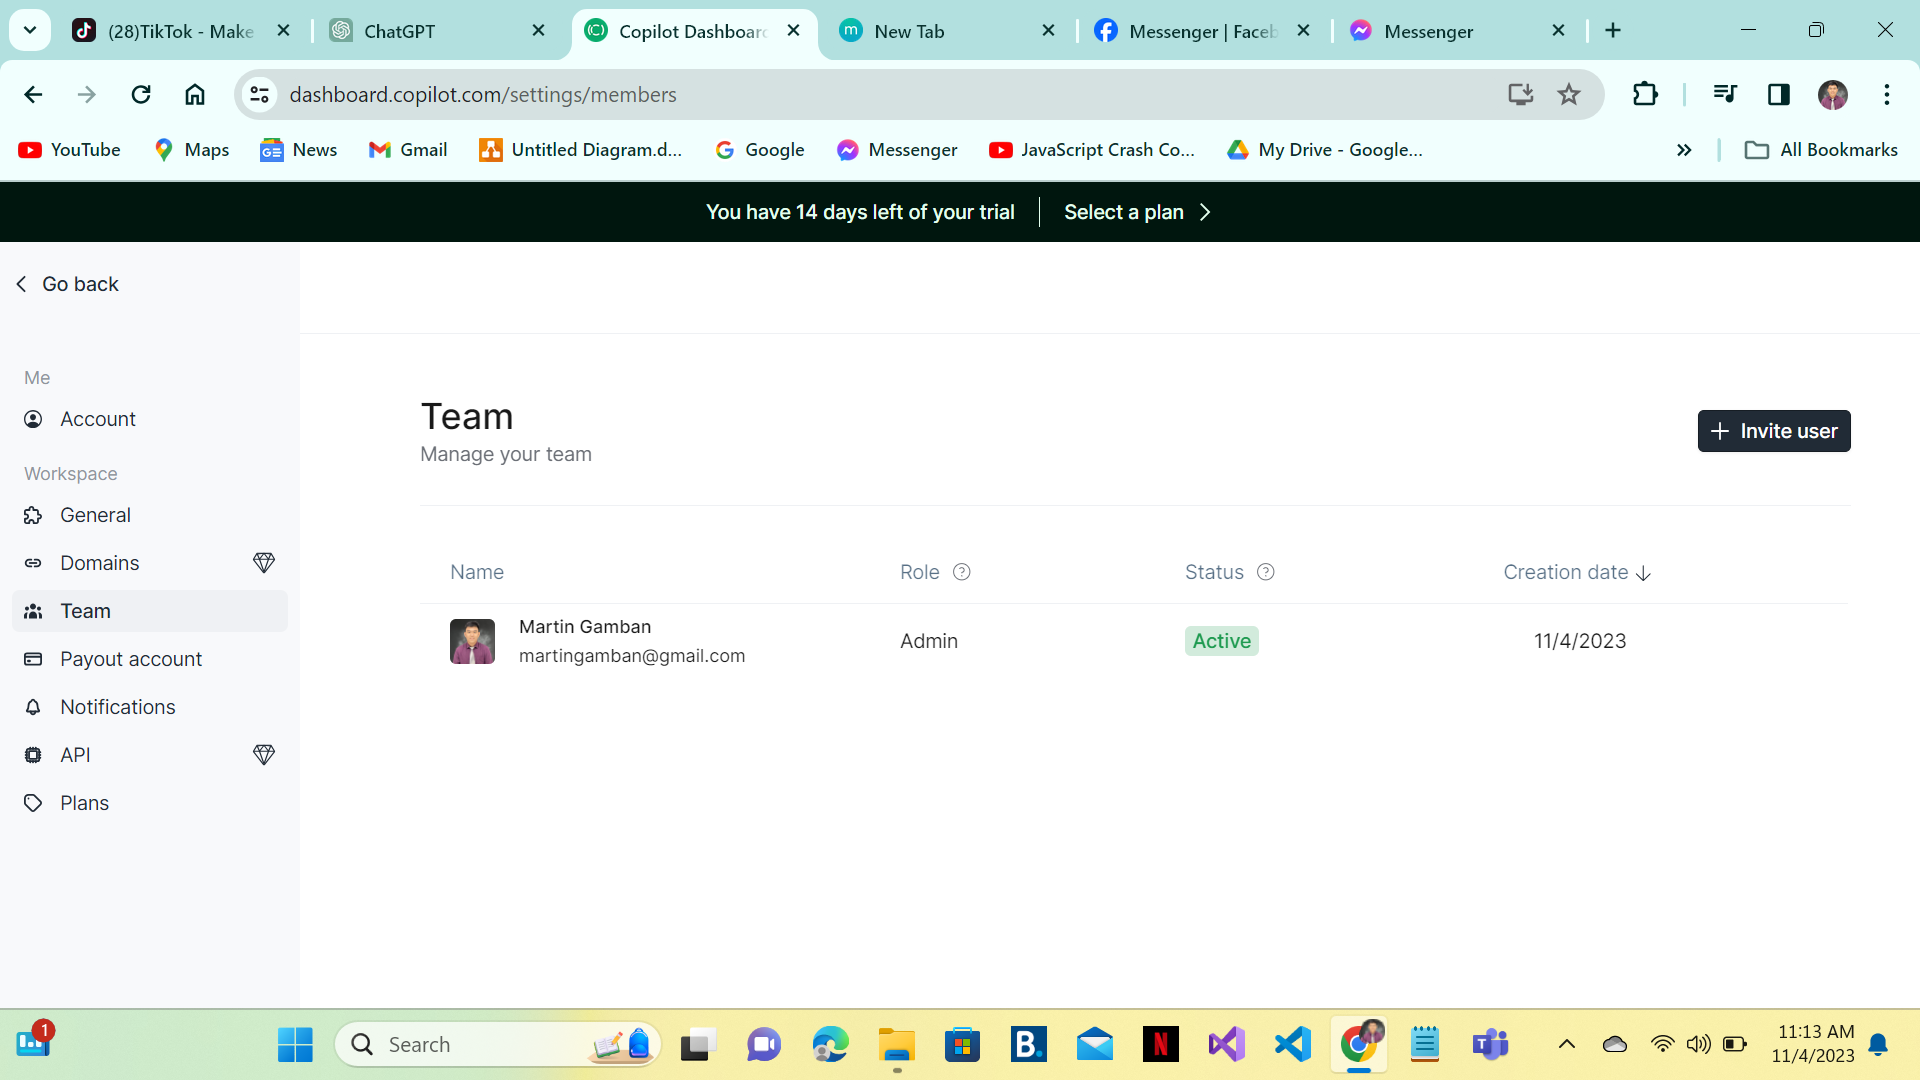 (28)TikTok - Make
ChatGPT
Copilot Dashboard
m New Tab
Messenger | Faceb
Messenger
dashboard.copilot.com/settings/members
YouTube
Maps
News
Gmail
Untitled Diagram.d...
Google
Messenger
JavaScript Crash Co...
My Drive - Google...
All Bookmarks
You have 14 days left of your trial
Select a plan
Go back
Me
Account
Workspace
General
Domains
Team
Payout account
Notifications
API
Plans
Team
Manage your team
Invite user
Name Role Status Creation date
Martin Gamban
martingamban@gmail.com
Admin
Active
11/4/2023
1
Search
B.
N
T
11:13 AM
11/4/2023